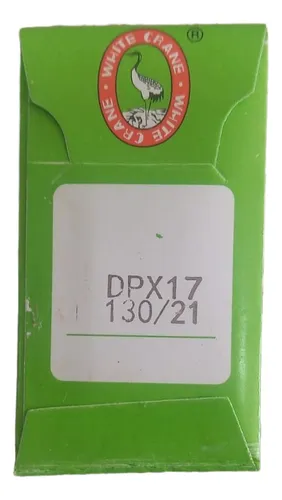 WHITE CRANE · WHITE CRANE ·
®
DPX17
130/21